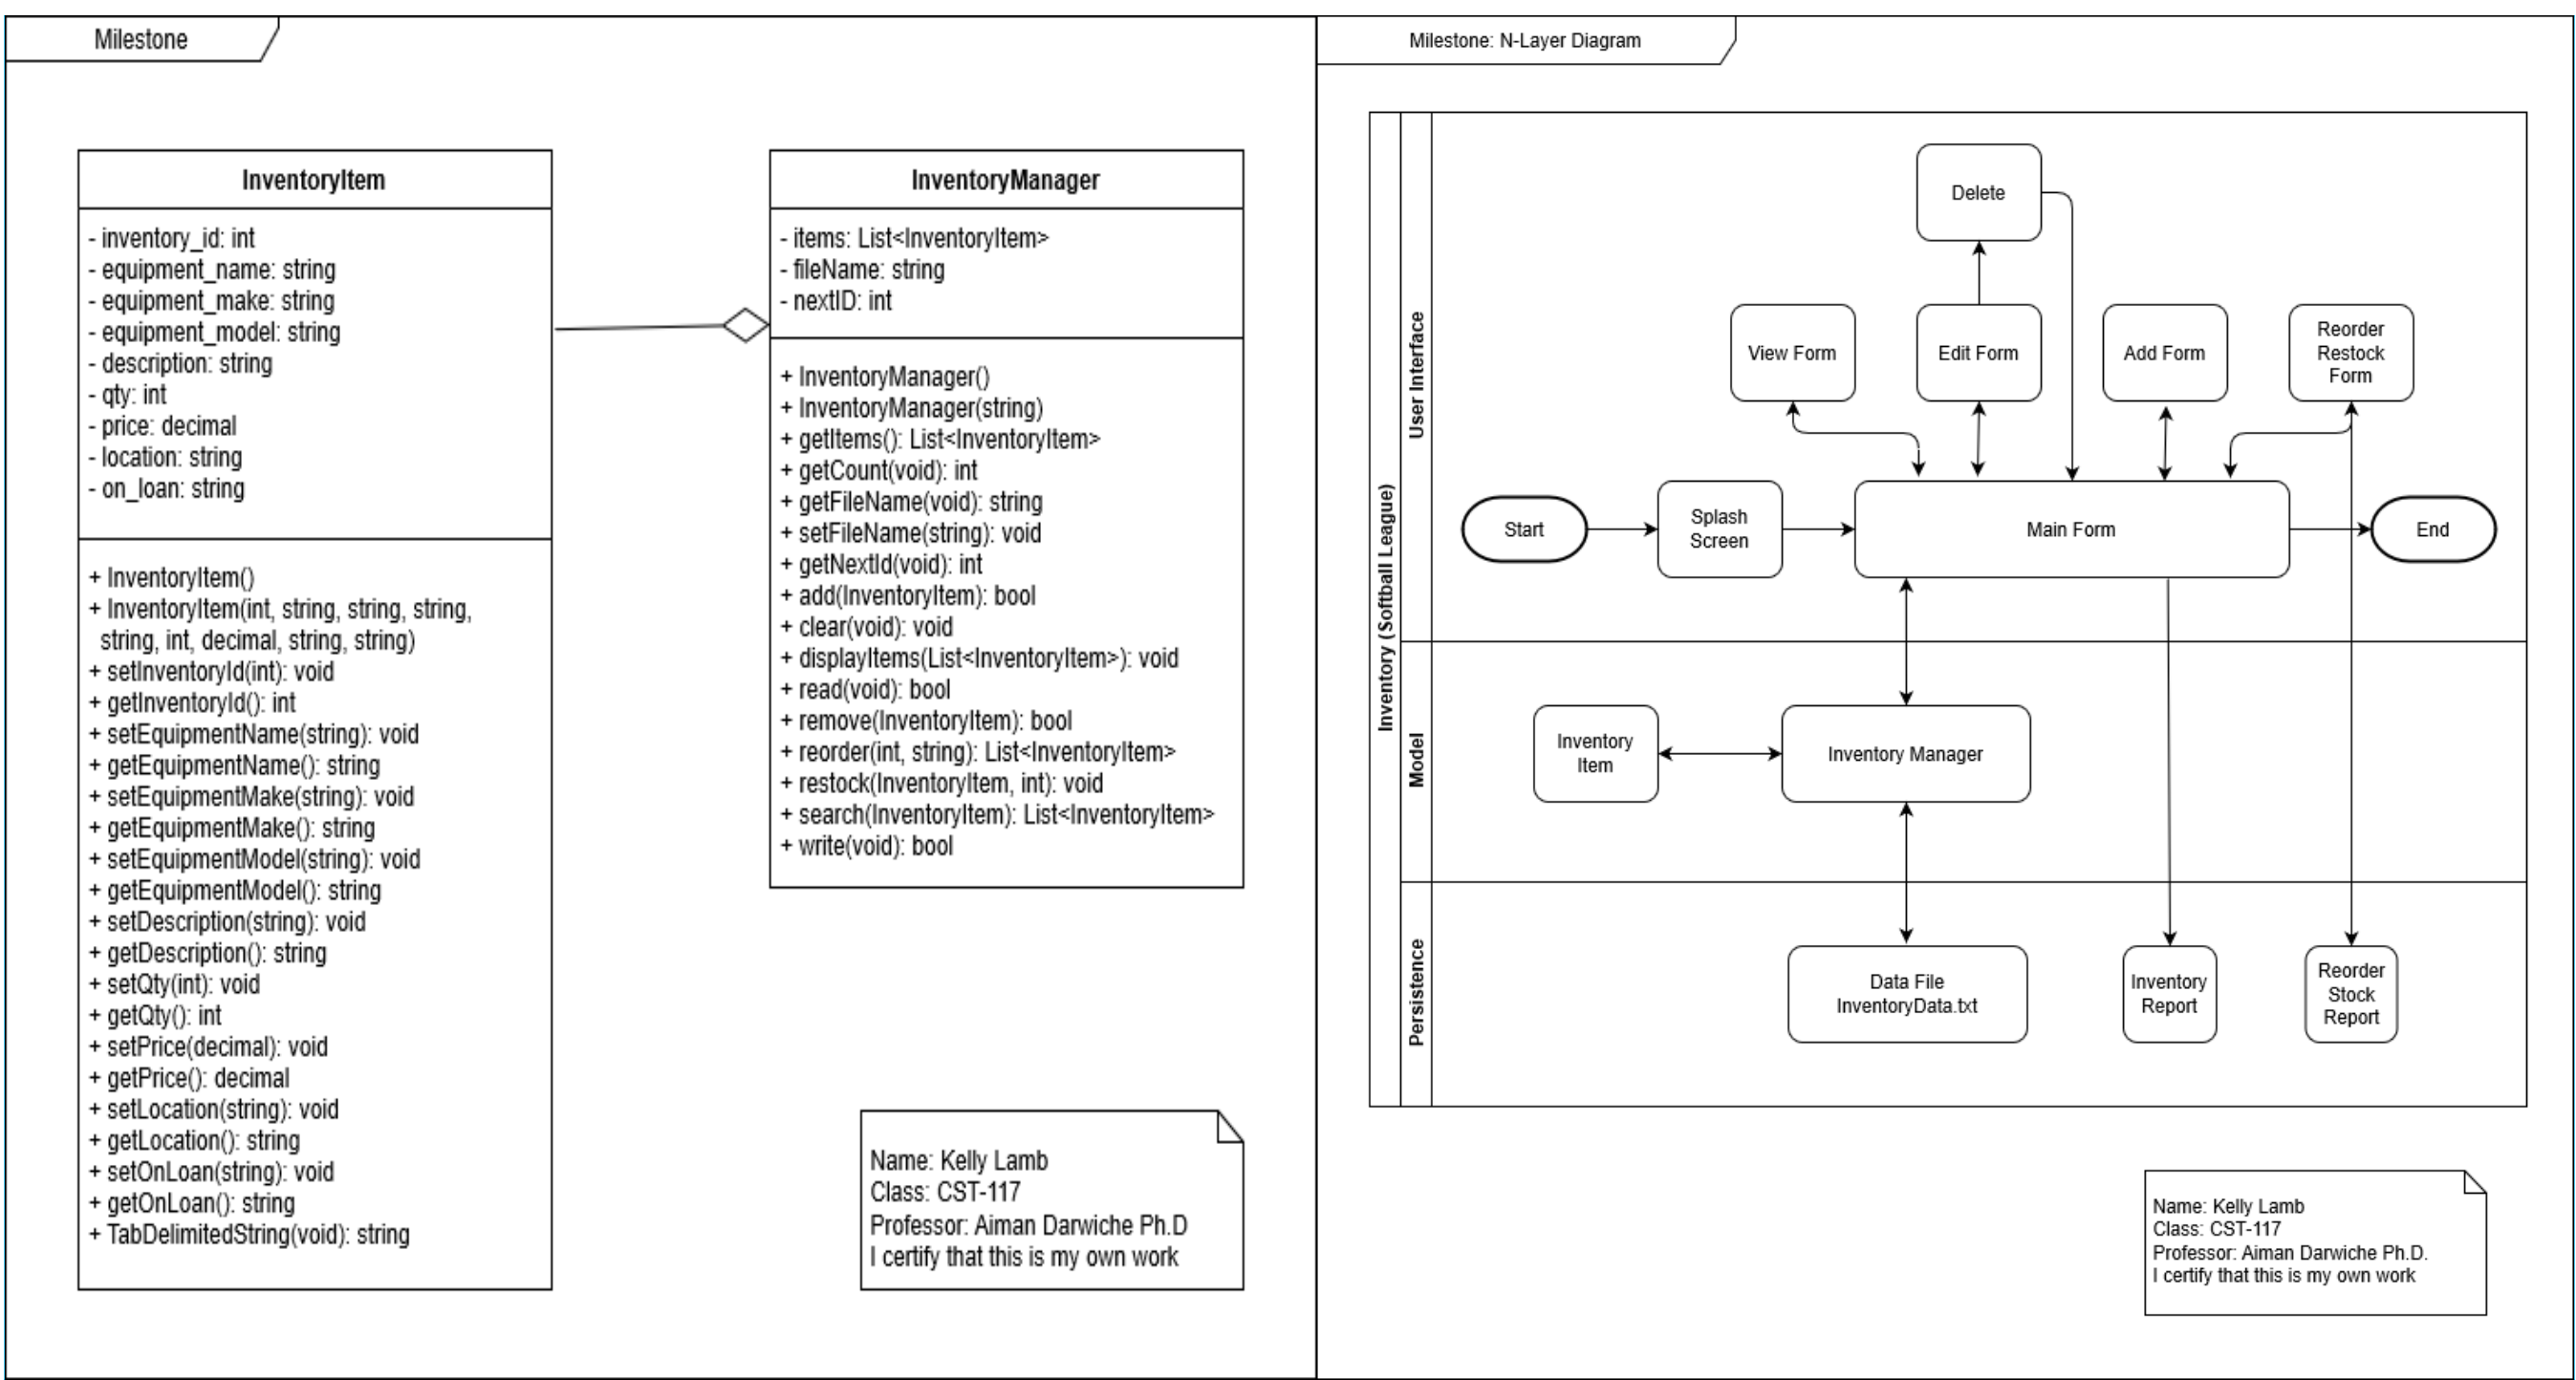 Milestone
InventoryItem
- inventory_id: int
- equipment_name: string
- equipment_make: string
- equipment_model: string
- description: string
- qty: int
- price: decimal
- location: string
- on_loan: string
+ InventoryItem()
+ InventoryItem(int, string, string, string,
string, int, decimal, string, string)
+ setInventoryId(int): void
+ getInventoryId(): int
+ setEquipmentName(string): void
+ getEquipmentName(): string
+ setEquipmentMake(string): void
+ getEquipmentMake(): string
+ setEquipmentModel(string): void
+ getEquipmentModel(): string
+ setDescription(string): void
+ getDescription(): string
+ setQty(int): void
+ getQty(): int
+ setPrice(decimal): void
+ getPrice(): decimal
+ setLocation(string): void
+ getLocation(): string
+ setOnLoan(string): void
+ getOnLoan(): string
+ TabDelimitedString(void): string
InventoryManager
- items: List<InventoryItem>
- fileName: string
- nextID: int
+ InventoryManager()
+ InventoryManager(string)
+ getItems(): List<InventoryItem>
+ getCount(void): int
+ getFileName(void): string
+ setFileName(string): void
+ getNextId(void): int
+ add(InventoryItem): bool
+ clear(void): void
+ displayItems(List<InventoryItem>): void
+ read(void): bool
+ remove(InventoryItem): bool
+ reorder(int, string): List<InventoryItem>
+ restock(InventoryItem, int): void
+ search(InventoryItem): List<InventoryItem>
+ write(void): bool
Name: Kelly Lamb
Class: CST-117
Professor: Aiman Darwiche Ph.D
I certify that this is my own work
Milestone: N-Layer Diagram
Inventory (Softball League)
User Interface
Delete
View Form
Edit Form
Add Form
Reorder
Restock
Form
Start
Splash
Screen
Main Form
End
Model
Inventory
Item
Inventory Manager
Persistence
Data File
InventoryData.txt
Inventory
Report
Reorder
Stock
Report
Name: Kelly Lamb
Class: CST-117
Professor: Aiman Darwiche Ph.D.
I certify that this is my own work